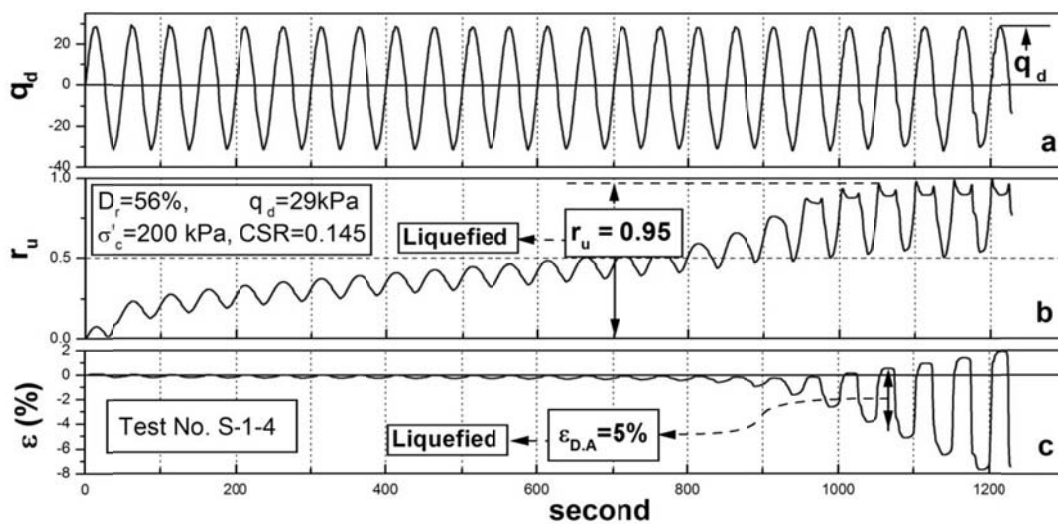 20
0
-20
-40
q_d
q_d
a
1.0
0.5
0.0
r_u
D_r=56%, q_d=29kPa
σ'_c=200 kPa, CSR=0.145
Liquefied
r_u = 0.95
b
2
0
-2
-4
-6
-8
ε (%)
Test No. S-1-4
Liquefied
ε_D.A=5%
c
0 200 400 600 800 1000 1200
second